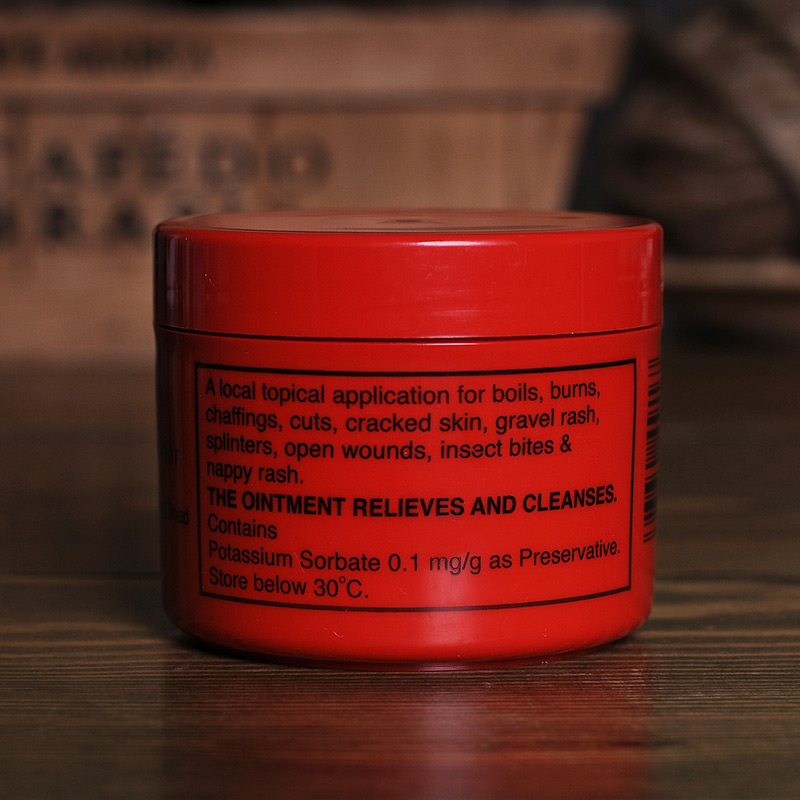 A local topical application for boils, burns,
chaffings, cuts, cracked skin, gravel rash,
splinters, open wounds, insect bites &
nappy rash.
THE OINTMENT RELIEVES AND CLEANSES.
Contains
Potassium Sorbate 0.1 mg/g as Preservative.
Store below 30°C.